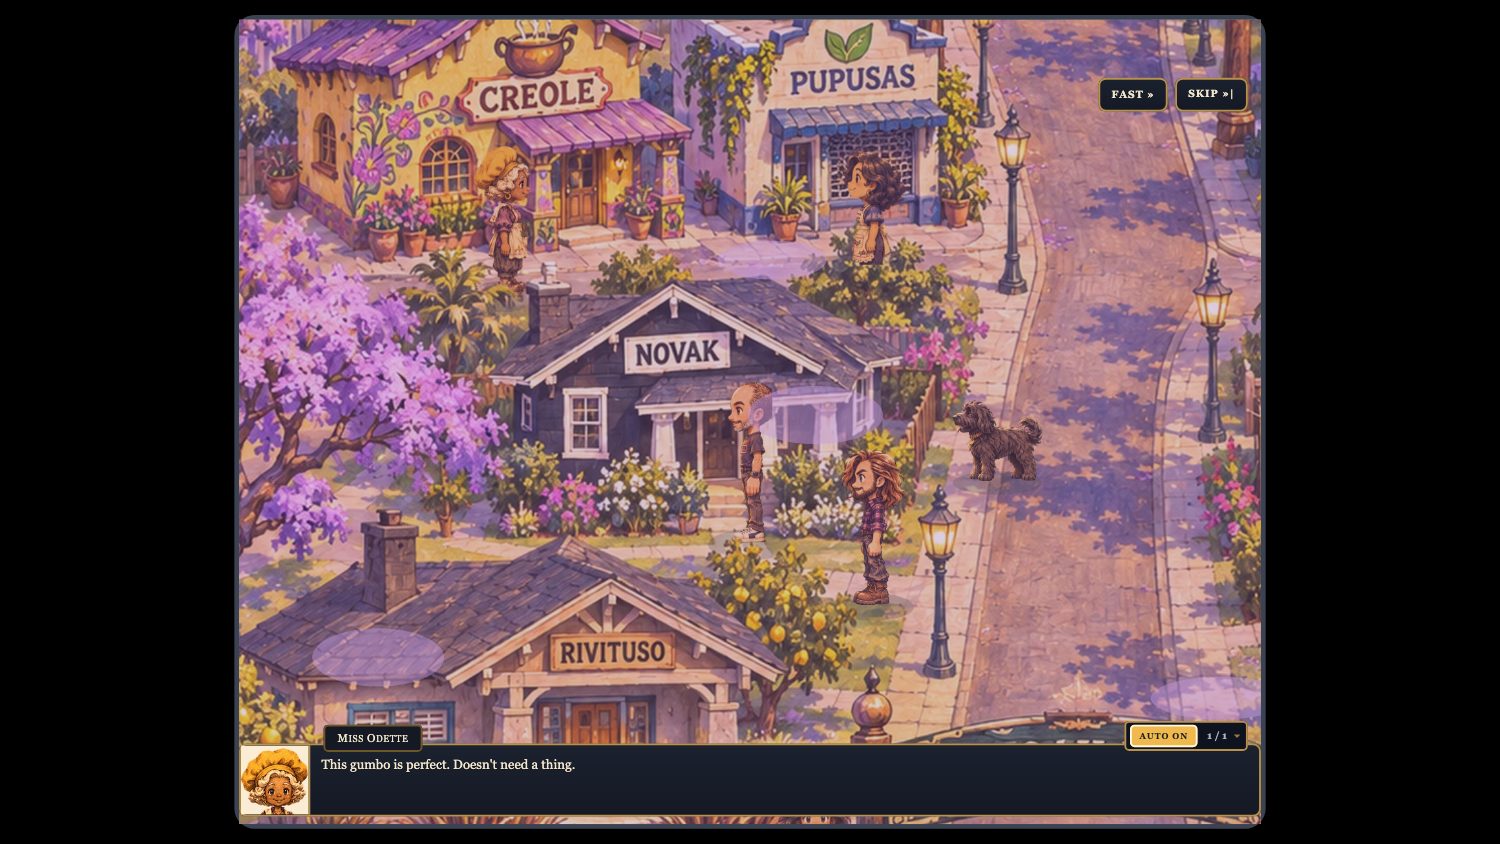 CREOLE
PUPUSAS
FAST »
SKIP »|
NOVAK
RIVITUSO
Miss Odette
AUTO ON
1 / 1
This gumbo is perfect. Doesn't need a thing.